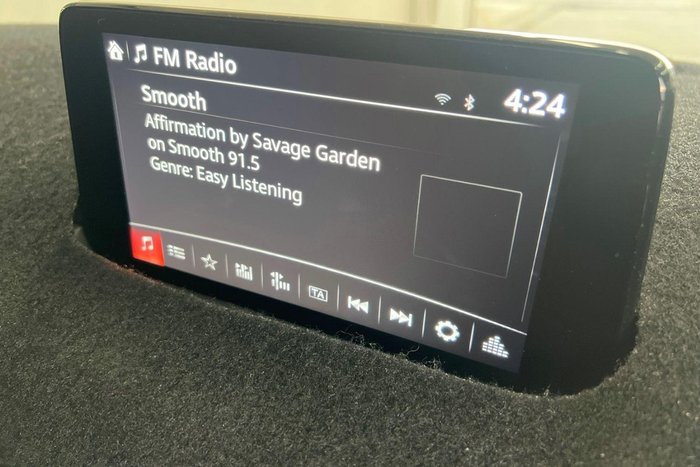 FM Radio
4:24
Smooth
Affirmation by Savage Garden
on Smooth 91.5
Genre: Easy Listening
TA